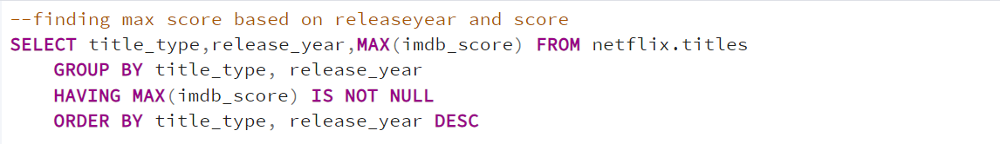 --finding max score based on releaseyear and score
SELECT title_type,release_year,MAX(imdb_score) FROM netflix.titles
GROUP BY title_type, release_year
HAVING MAX(imdb_score) IS NOT NULL
ORDER BY title_type, release_year DESC